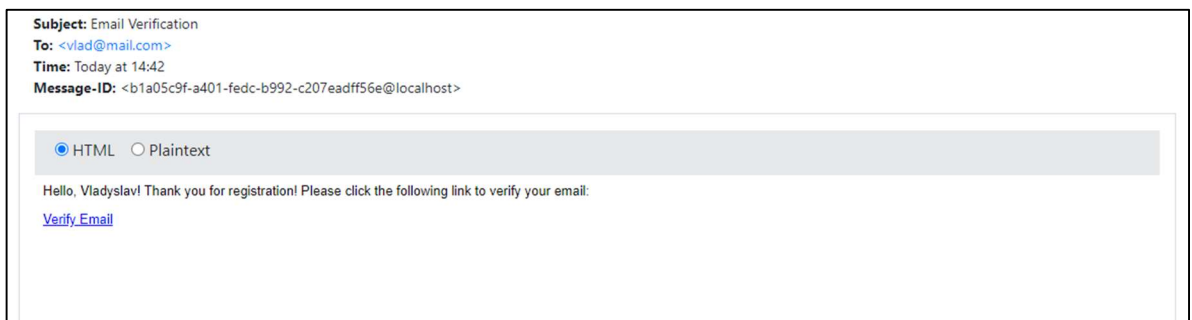 Subject: Email Verification
To: <vlad@mail.com>
Time: Today at 14:42
Message-ID: <b1a05c9f-a401-fedc-b992-c207eadff56e@localhost>
HTML Plaintext
Hello, Vladyslav! Thank you for registration! Please click the following link to verify your email:
Verify Email